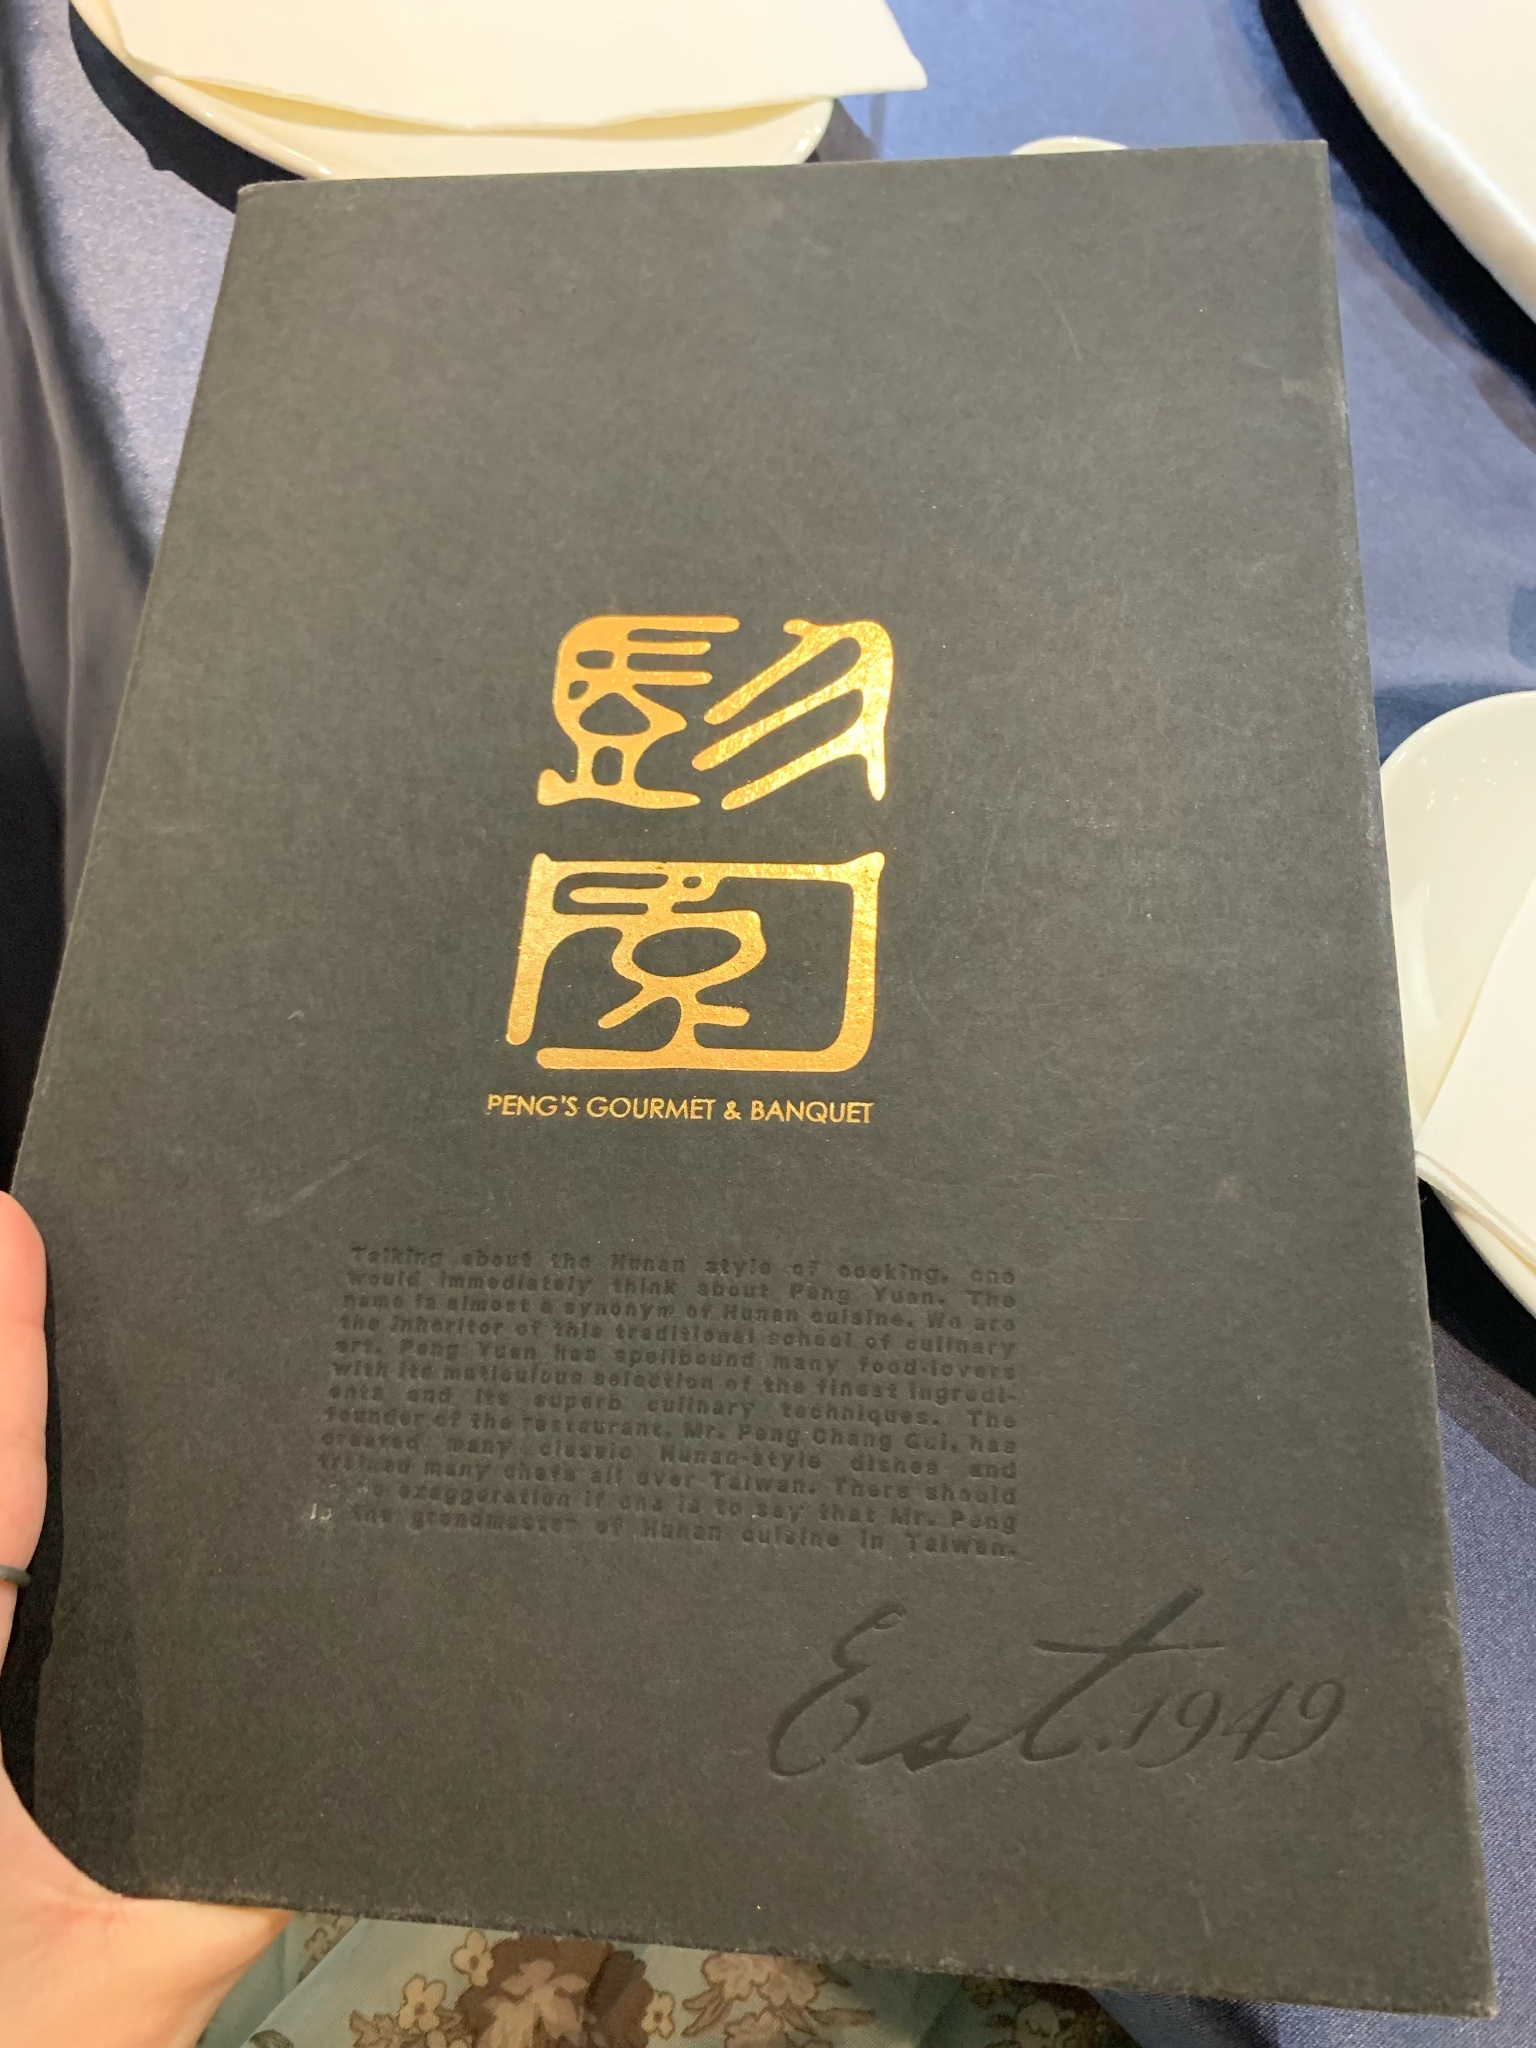 彭
園
PENG'S GOURMET & BANQUET
Talking about the Hunan style of cooking, one
would immediately think about Peng Yuan. The
name is almost a synonym of Hunan cuisine. We are
the inheritor of this traditional school of culinary
art. Peng Yuan has spellbound many food-lovers
with its meticulous selection of the finest ingredi-
ents and its superb culinary techniques. The
founder of the restaurant, Mr. Peng Chang Gui, has
created many classic Hunan-style dishes and
trained many chefs all over Taiwan. There should
exaggeration if one is to say that Mr. Peng
is the grandmaster of Hunan cuisine in Taiwan.
Est. 1949